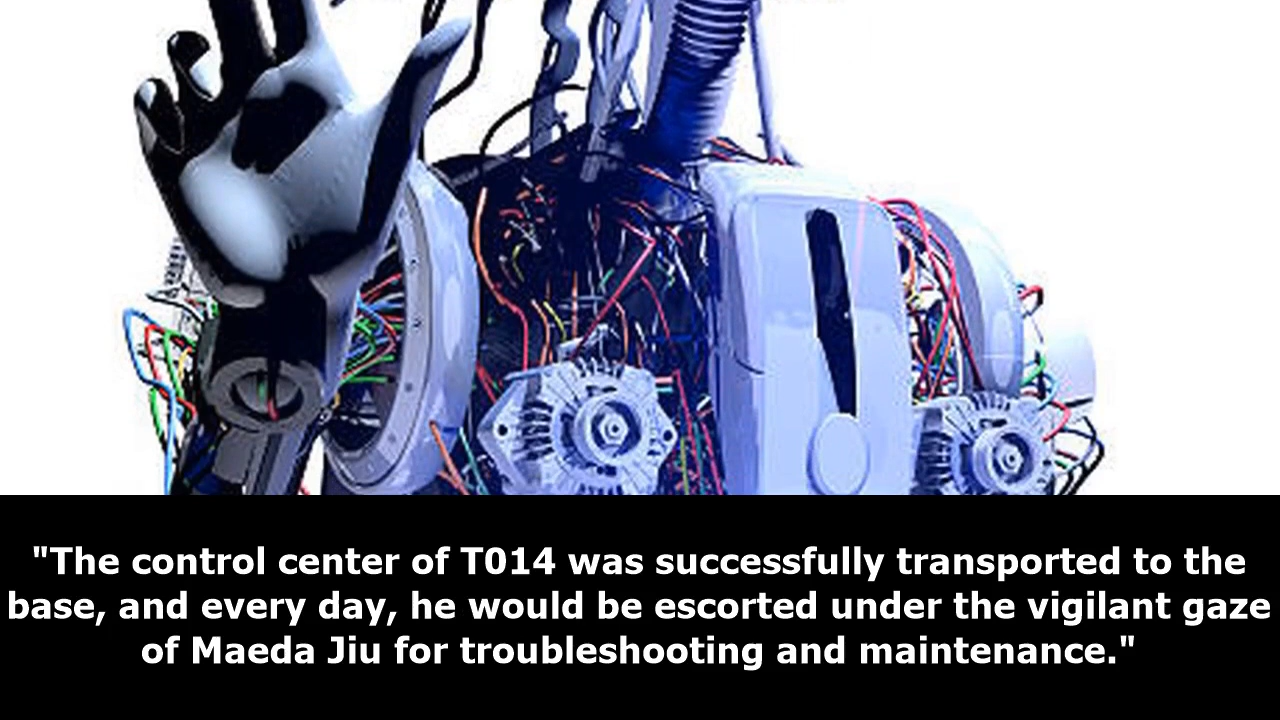 "The control center of T014 was successfully transported to the
base, and every day, he would be escorted under the vigilant gaze
of Maeda Jiu for troubleshooting and maintenance."